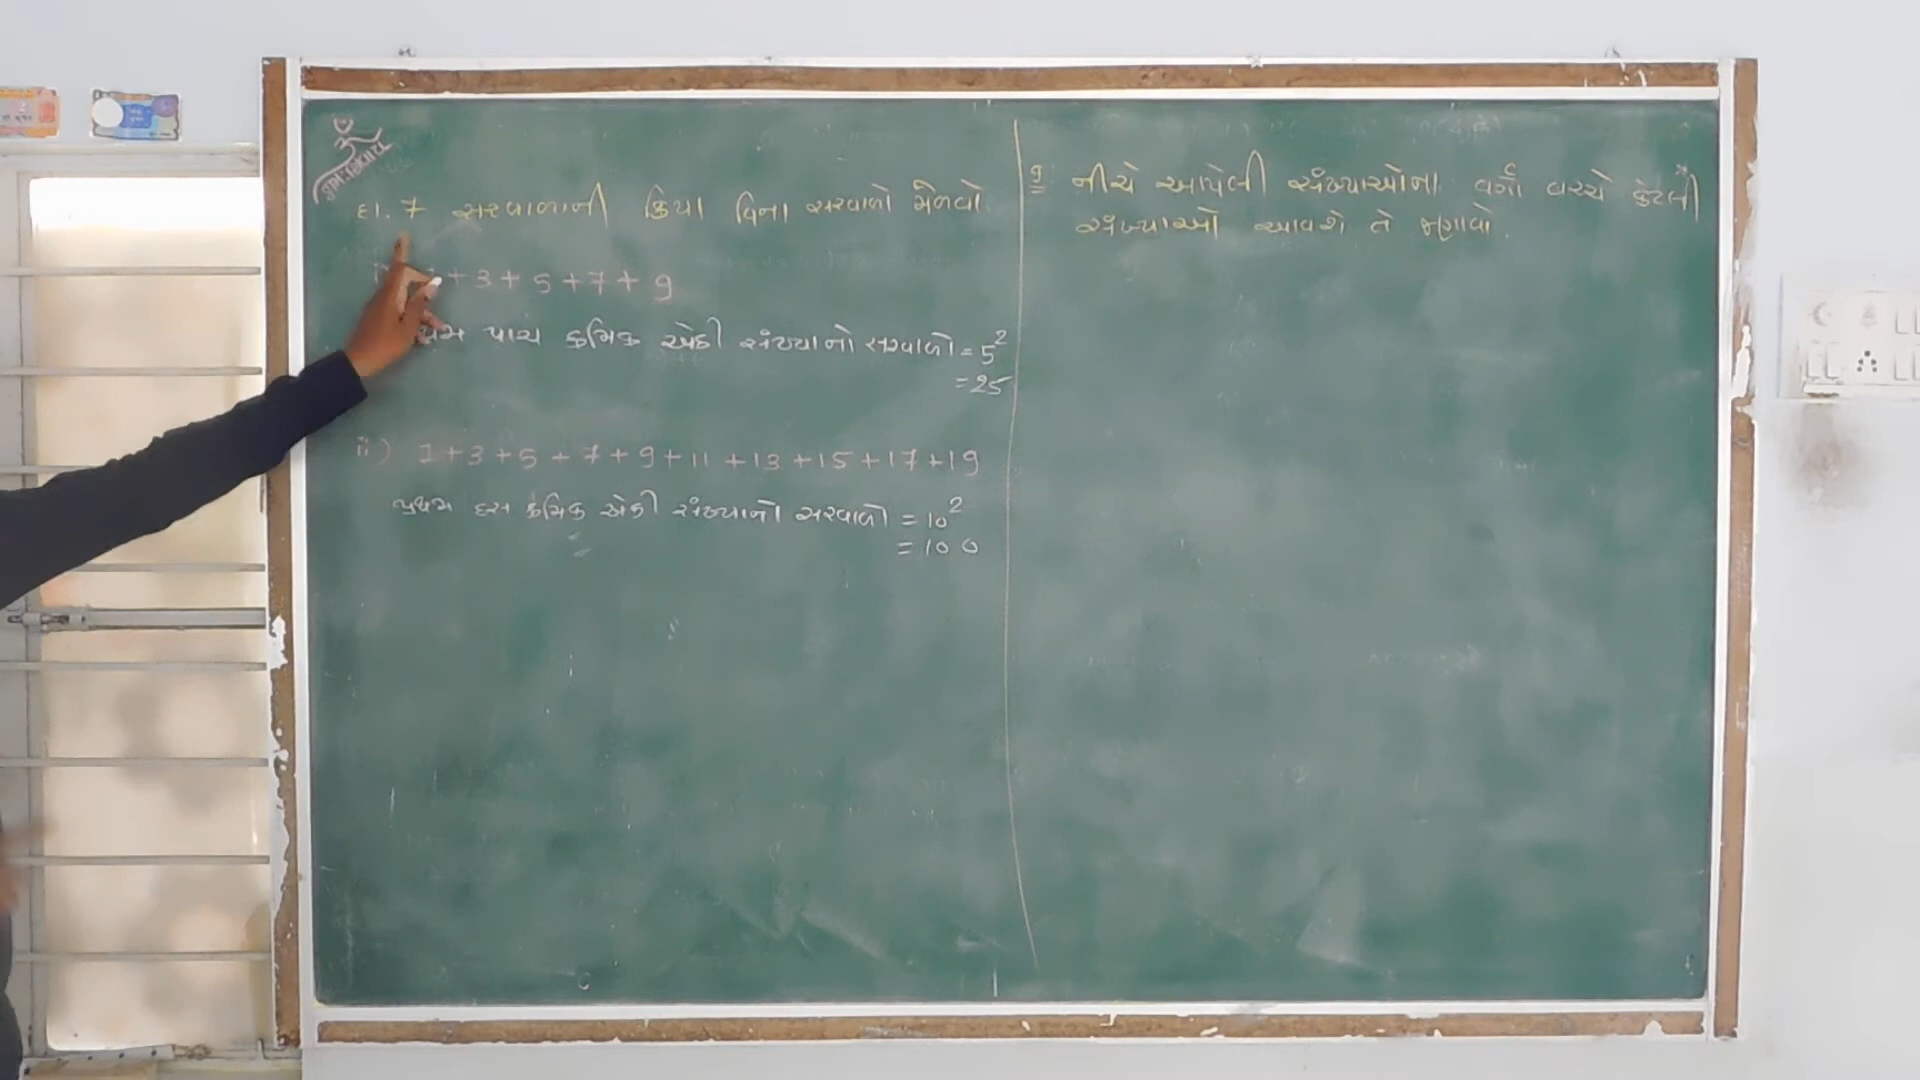 ૐ
નમઃ શિવાય
દા. 7 સરવાળાની ક્રિયા વિના સરવાળો મેળવો.
+ 3 + 5 + 7 + 9
પાંચ ક્રમિક એકી સંખ્યાનો સરવાળો = 5²
= 25
ii) 1 + 3 + 5 + 7 + 9 + 11 + 13 + 15 + 17 + 19
પ્રથમ દસ ક્રમિક એકી સંખ્યાનો સરવાળો = 10²
= 100
9 નીચે આપેલી સંખ્યાઓના વર્ગો વચ્ચે કેટલી
સંખ્યાઓ આવશે તે જણાવો.